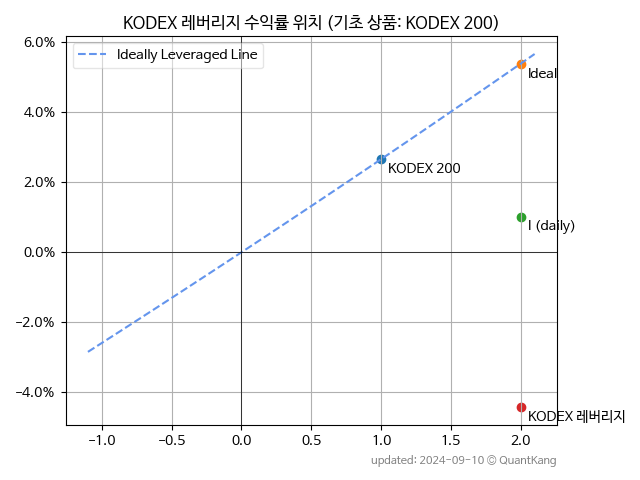 KODEX 레버리지 수익률 위치 (기초 상품: KODEX 200)
6.0%
4.0%
2.0%
0.0%
−2.0%
−4.0%
Ideally Leveraged Line
Ideal
KODEX 200
I (daily)
KODEX 레버리지
−1.0 −0.5 0.0 0.5 1.0 1.5 2.0
updated: 2024-09-10 © QuantKang